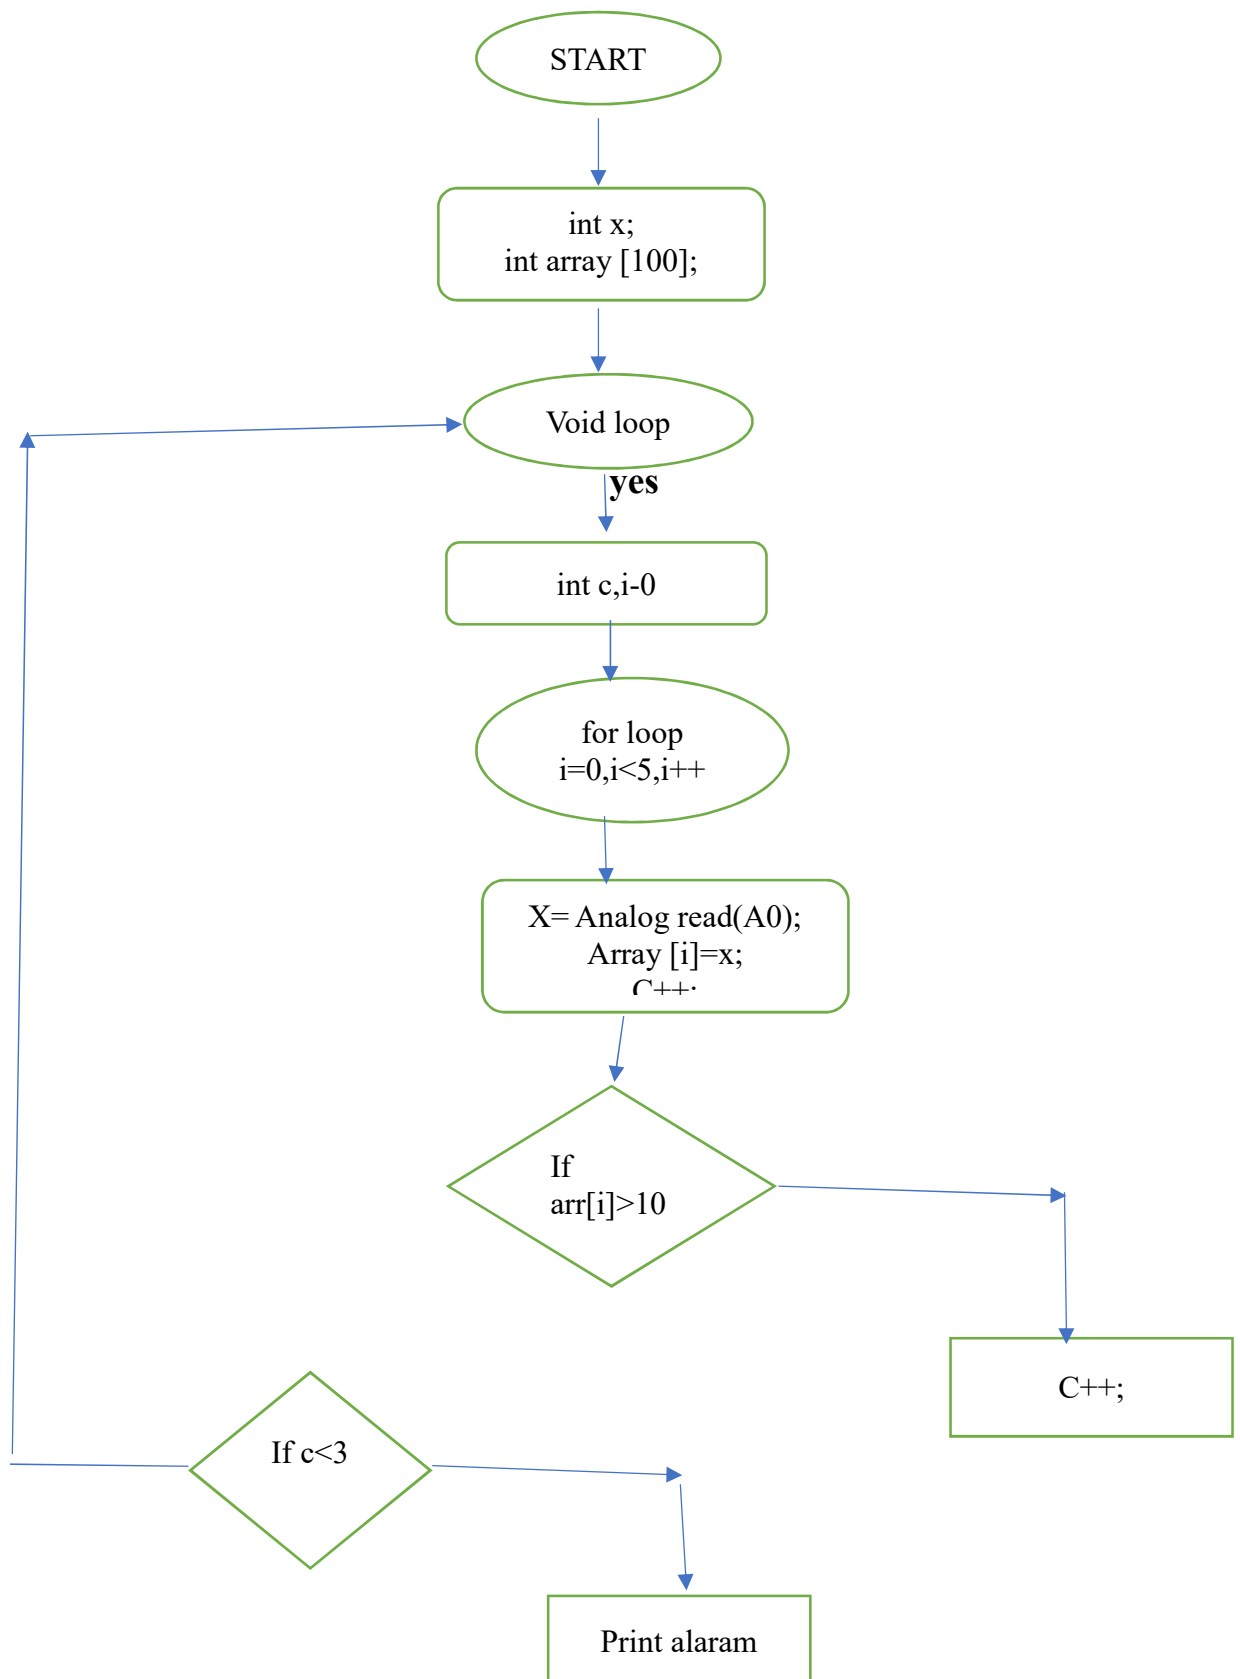 START
int x;
int array [100];
Void loop
yes
int c,i-0
for loop
i=0,i<5,i++
X= Analog read(A0);
Array [i]=x;
C++;
If
arr[i]>10
C++;
If c<3
Print alaram